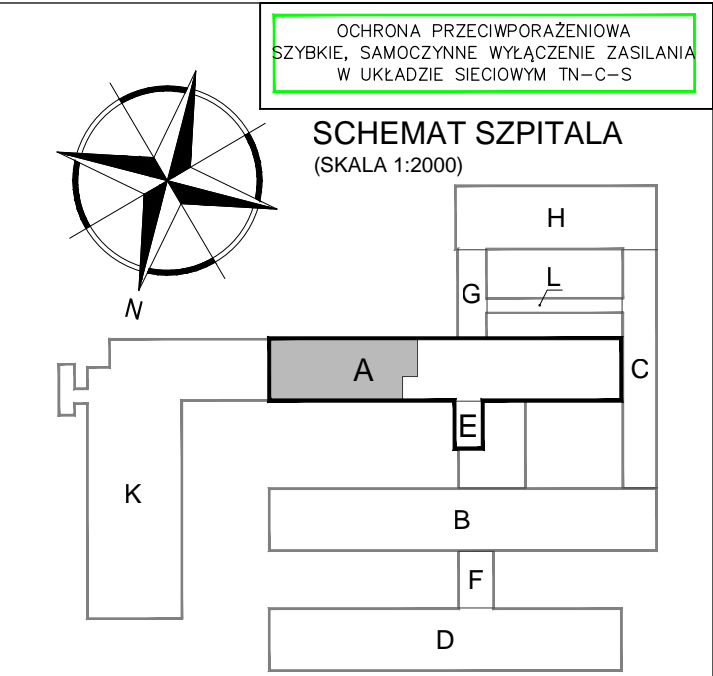 OCHRONA PRZECIWPORAŻENIOWA
SZYBKIE, SAMOCZYNNE WYŁĄCZENIE ZASILANIA
W UKŁADZIE SIECIOWYM TN-C-S
SCHEMAT SZPITALA
(SKALA 1:2000)
N
H
L
G
A
C
E
K
B
F
D